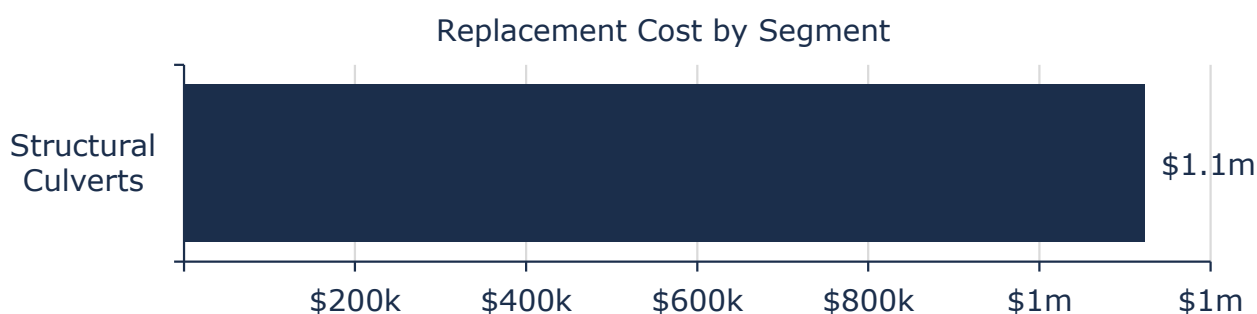 Replacement Cost by Segment
Structural
Culverts
$1.1m
$200k $400k $600k $800k $1m $1m